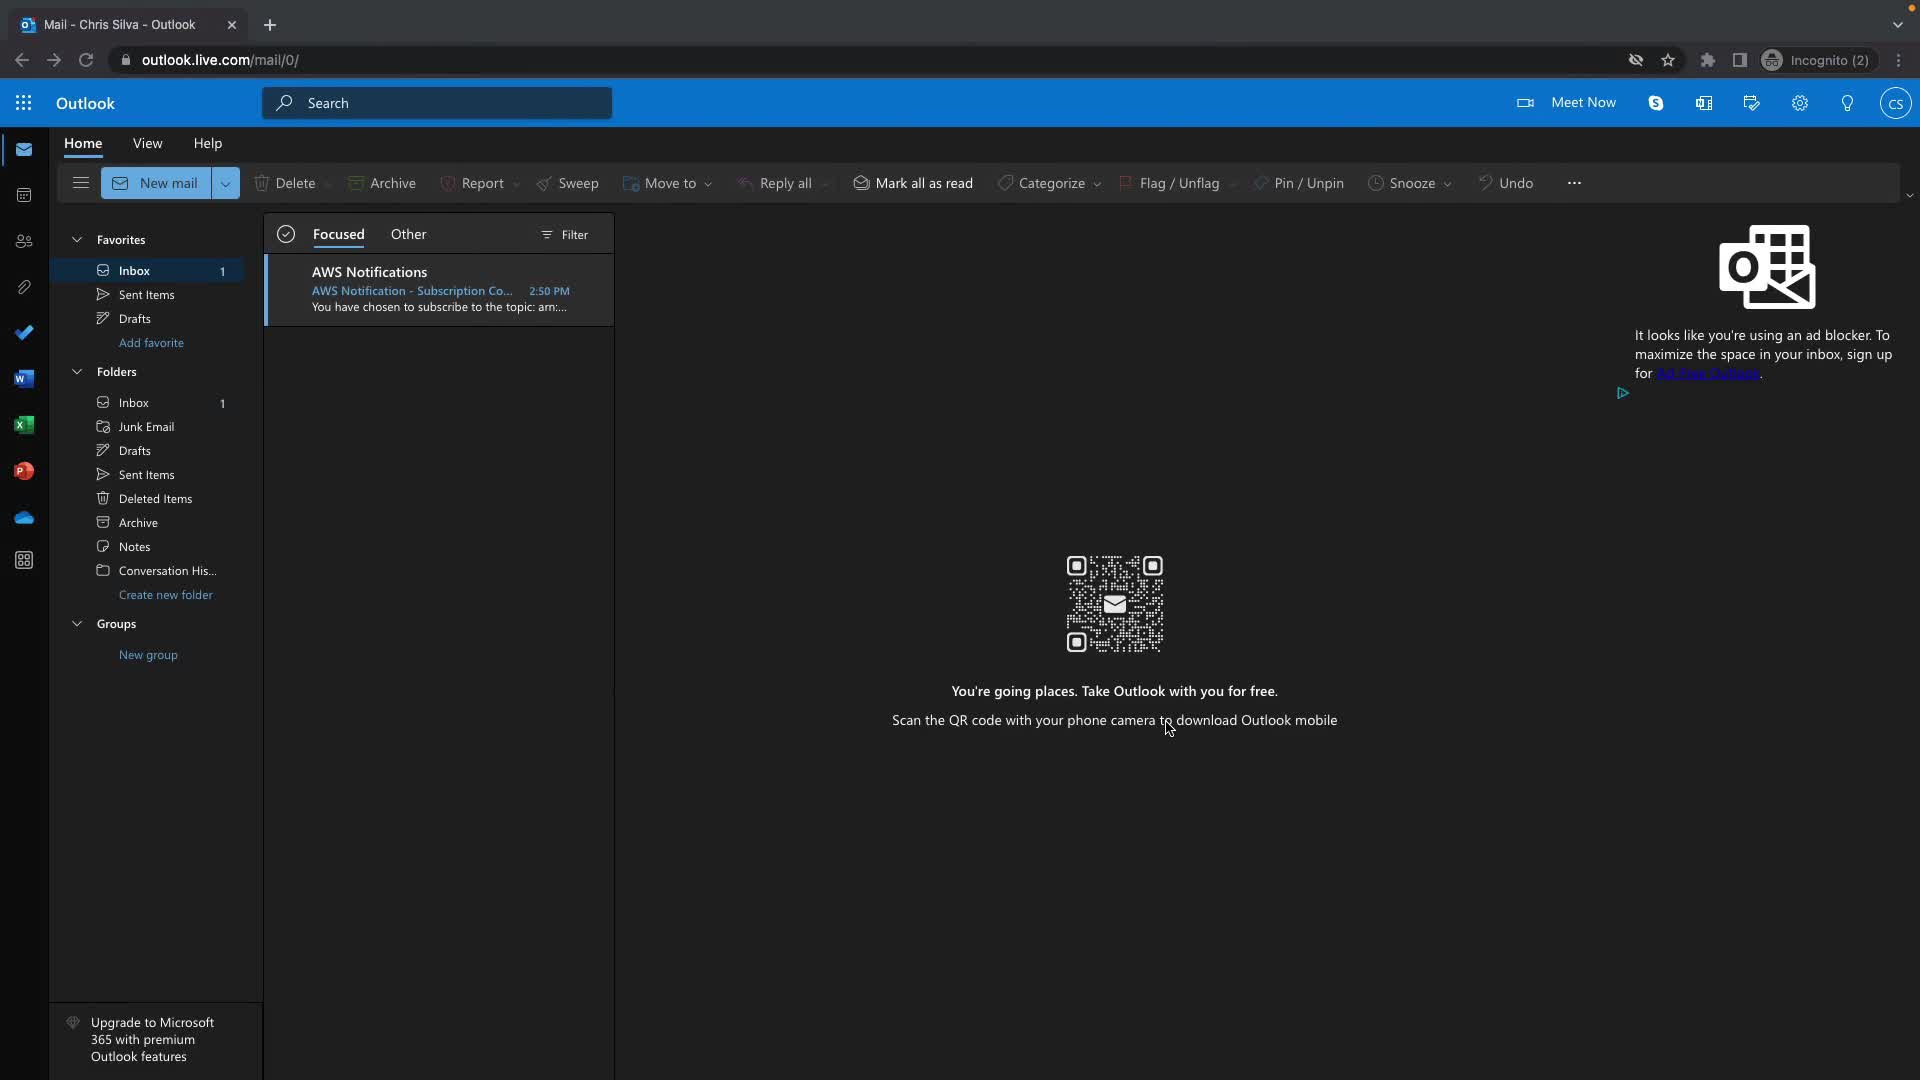 Mail - Chris Silva - Outlook
outlook.live.com/mail/0/
Incognito (2)
Outlook
Search
Meet Now
CS
Home View Help
New mail Delete Archive Report Sweep Move to Reply all Mark all as read Categorize Flag / Unflag Pin / Unpin Snooze Undo
Favorites
Inbox 1
Sent Items
Drafts
Add favorite
Folders
Inbox 1
Junk Email
Drafts
Sent Items
Deleted Items
Archive
Notes
Conversation His...
Create new folder
Groups
New group
Upgrade to Microsoft
365 with premium
Outlook features
Focused Other Filter
AWS Notifications
AWS Notification - Subscription Co... 2:50 PM
You have chosen to subscribe to the topic: arn:...
You're going places. Take Outlook with you for free.
Scan the QR code with your phone camera to download Outlook mobile
It looks like you're using an ad blocker. To
maximize the space in your inbox, sign up
for Ad-Free Outlook.